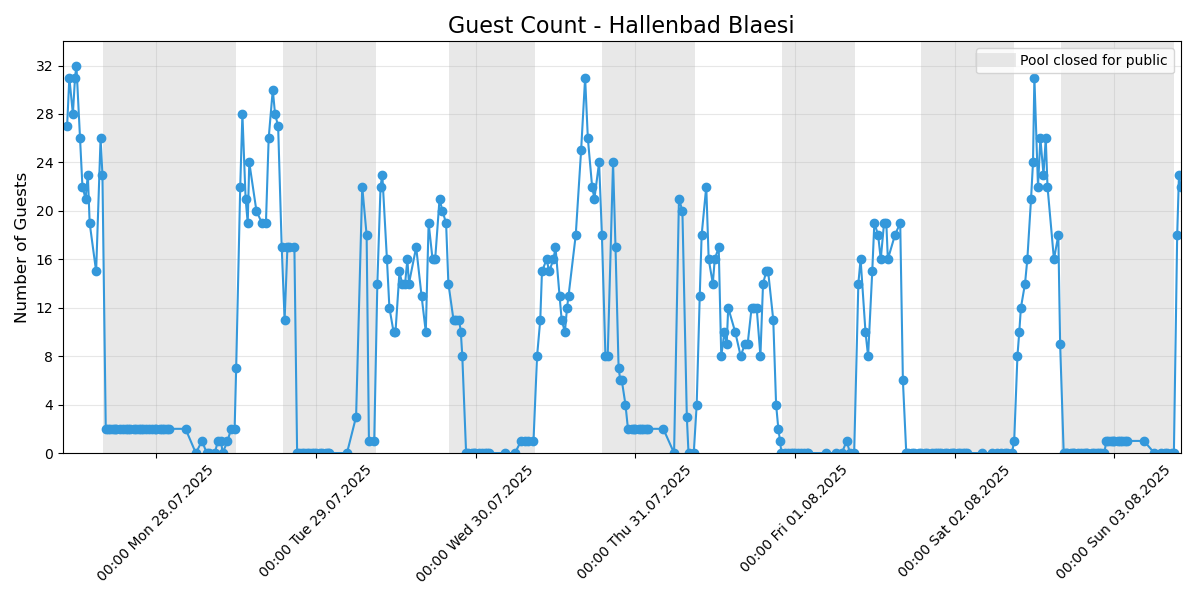 Guest Count - Hallenbad Blaesi
Pool closed for public
Number of Guests
32
28
24
20
16
12
8
4
0
00:00 Mon 28.07.2025
00:00 Tue 29.07.2025
00:00 Wed 30.07.2025
00:00 Thu 31.07.2025
00:00 Fri 01.08.2025
00:00 Sat 02.08.2025
00:00 Sun 03.08.2025